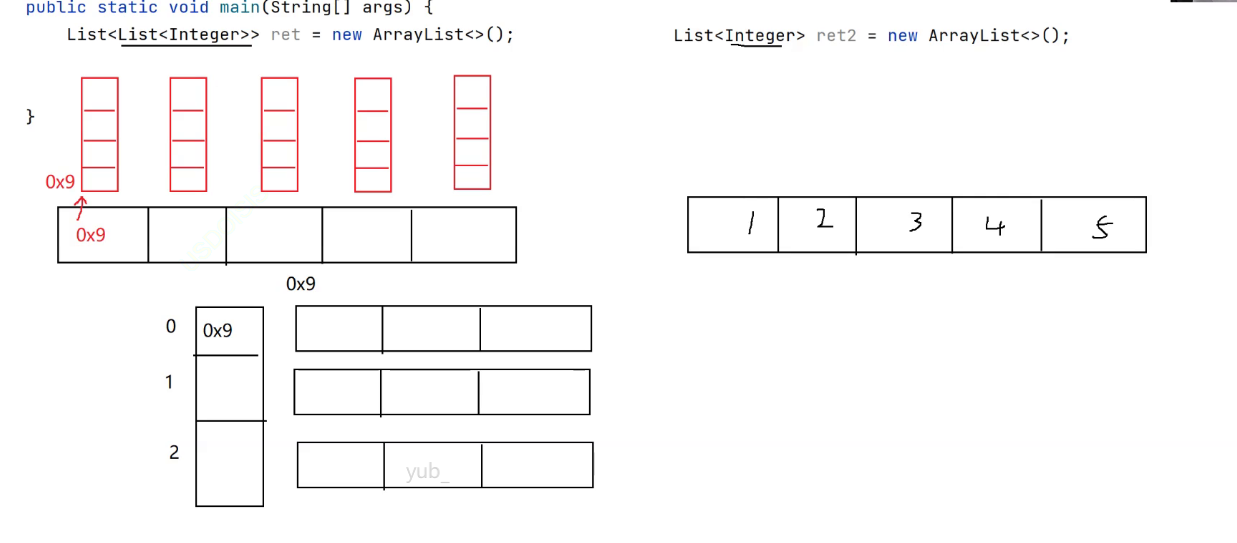 public static void main(String[] args) {
List<List<Integer>> ret = new ArrayList<>();
List<Integer> ret2 = new ArrayList<>();
}
0x9
0x9
1 2 3 4 5
0x9
0 0x9
1
2
yub_